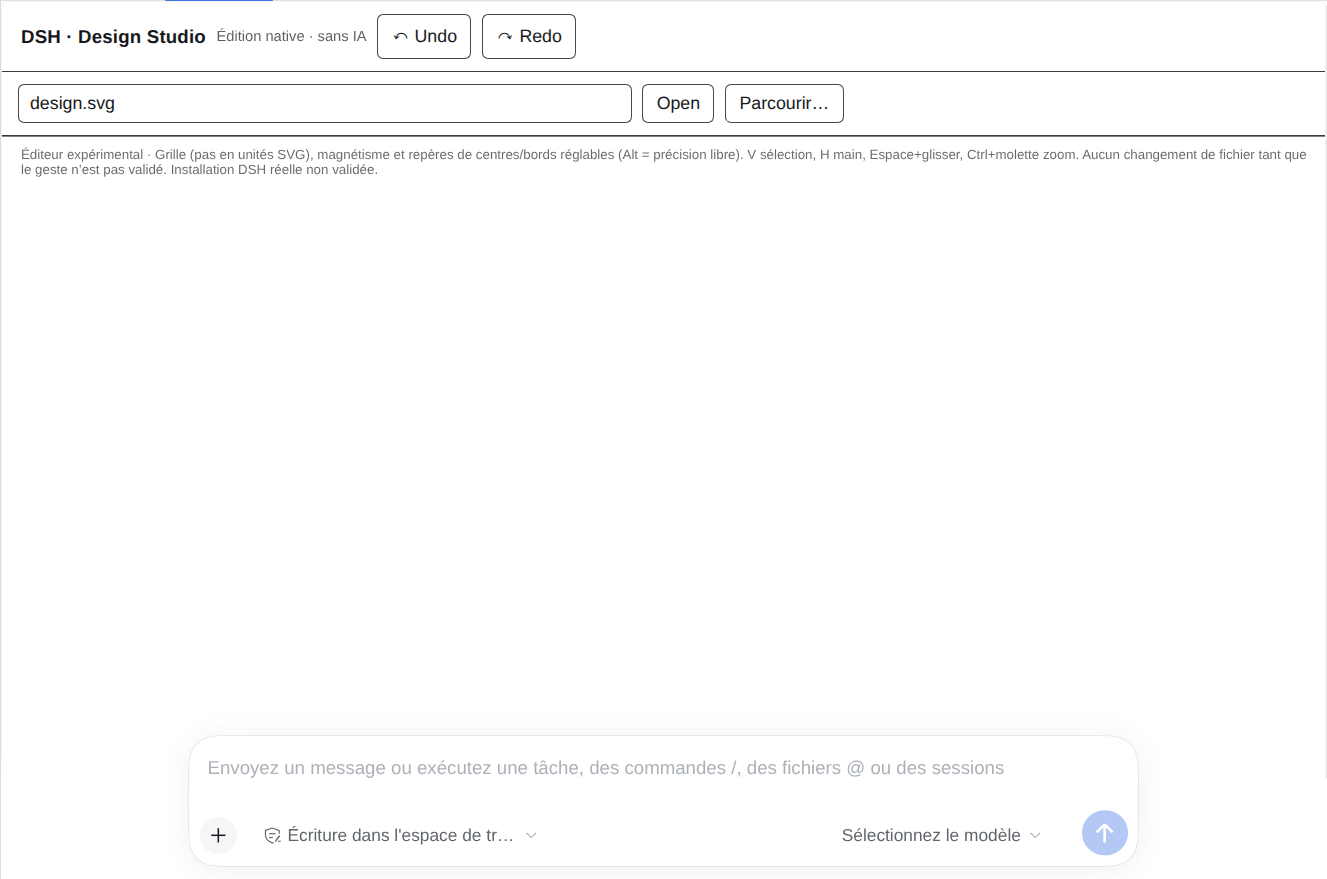 DSH · Design Studio Édition native · sans IA ↶ Undo ↷ Redo
design.svg Open Parcourir…
Éditeur expérimental · Grille (pas en unités SVG), magnétisme et repères de centres/bords réglables (Alt = précision libre). V sélection, H main, Espace+glisser, Ctrl+molette zoom. Aucun changement de fichier tant que
le geste n’est pas validé. Installation DSH réelle non validée.
Envoyez un message ou exécutez une tâche, des commandes /, des fichiers @ ou des sessions
Écriture dans l'espace de tr… Sélectionnez le modèle